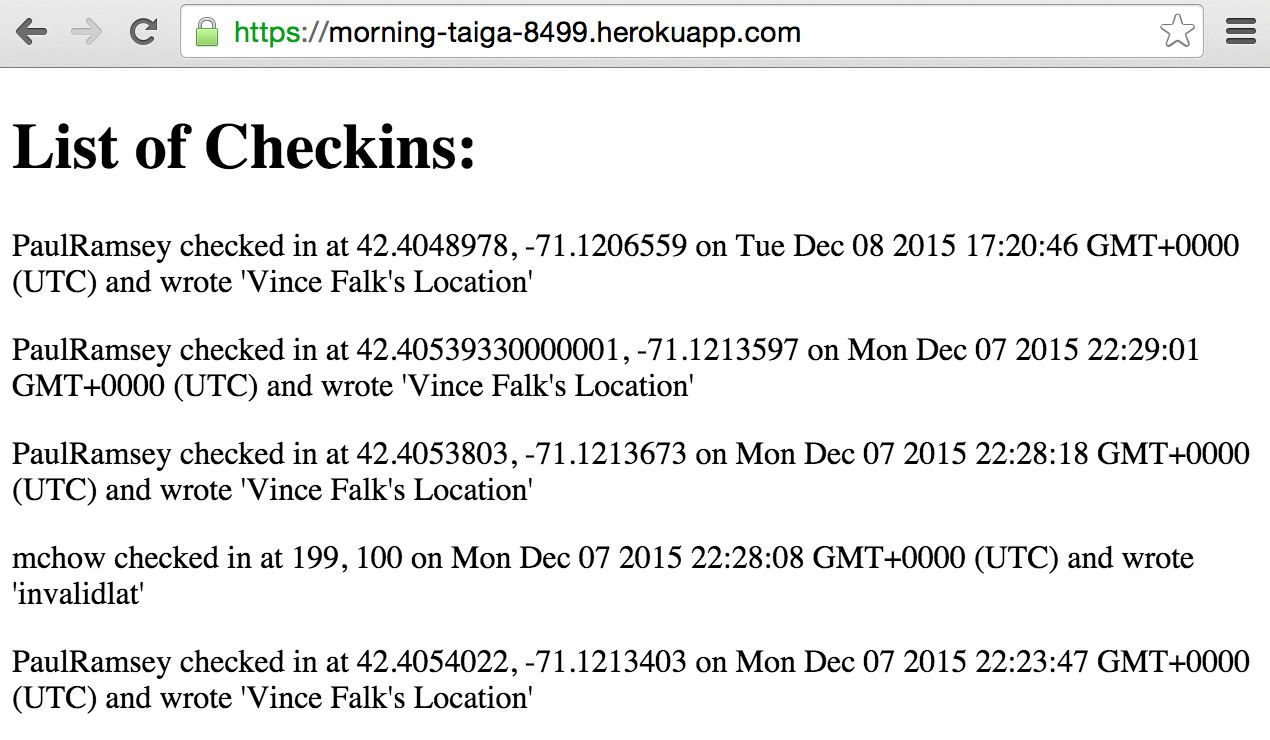 https://morning-taiga-8499.herokuapp.com
List of Checkins:
PaulRamsey checked in at 42.4048978, -71.1206559 on Tue Dec 08 2015 17:20:46 GMT+0000
(UTC) and wrote 'Vince Falk's Location'
PaulRamsey checked in at 42.40539330000001, -71.1213597 on Mon Dec 07 2015 22:29:01
GMT+0000 (UTC) and wrote 'Vince Falk's Location'
PaulRamsey checked in at 42.4053803, -71.1213673 on Mon Dec 07 2015 22:28:18 GMT+0000
(UTC) and wrote 'Vince Falk's Location'
mchow checked in at 199, 100 on Mon Dec 07 2015 22:28:08 GMT+0000 (UTC) and wrote
'invalidlat'
PaulRamsey checked in at 42.4054022, -71.1213403 on Mon Dec 07 2015 22:23:47 GMT+0000
(UTC) and wrote 'Vince Falk's Location'